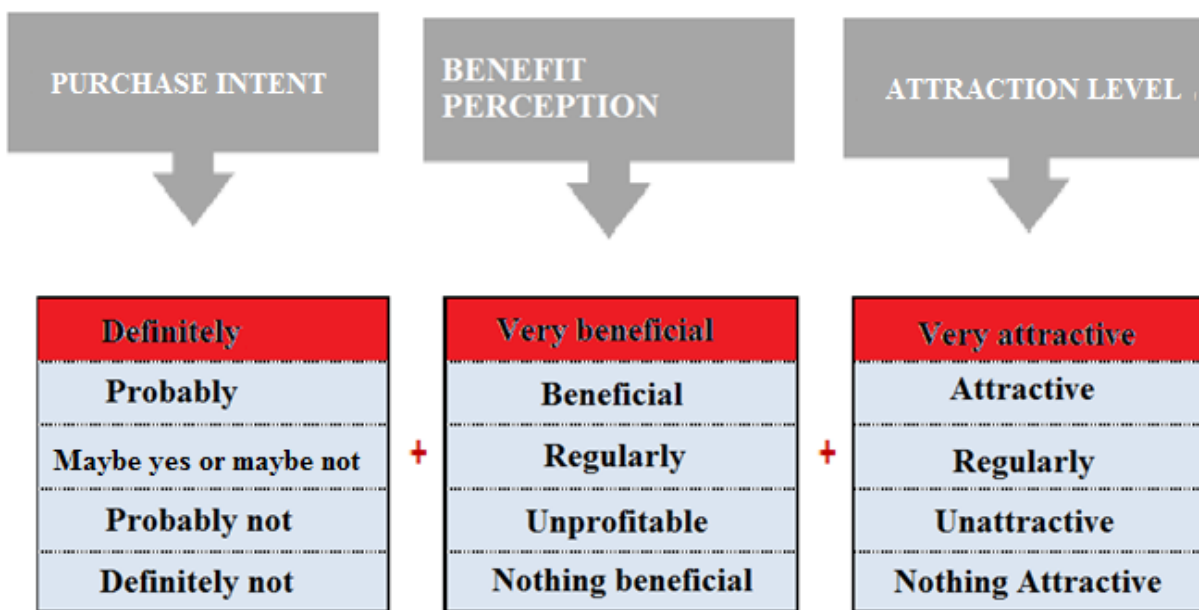 PURCHASE INTENT
BENEFIT
PERCEPTION
ATTRACTION LEVEL
Definitely
Probably
Maybe yes or maybe not
Probably not
Definitely not
+
Very beneficial
Beneficial
Regularly
Unprofitable
Nothing beneficial
+
Very attractive
Attractive
Regularly
Unattractive
Nothing Attractive